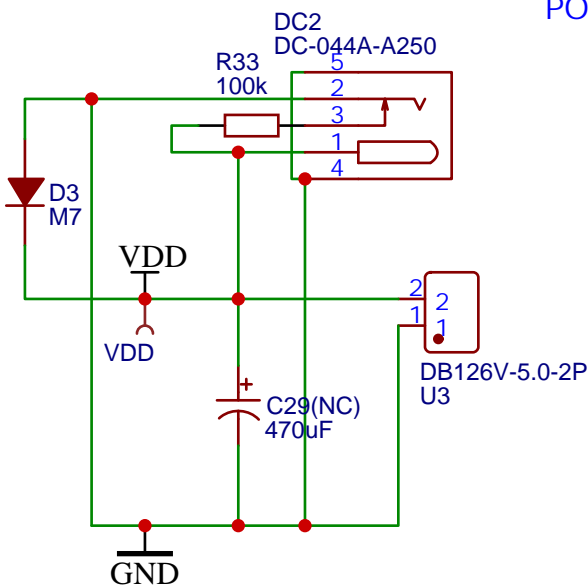 PO
DC2
DC-044A-A250
R33
100k
5
2
3
1
4
D3
M7
VDD
VDD
2
1
2
1
DB126V-5.0-2P
U3
+
C29(NC)
470uF
GND